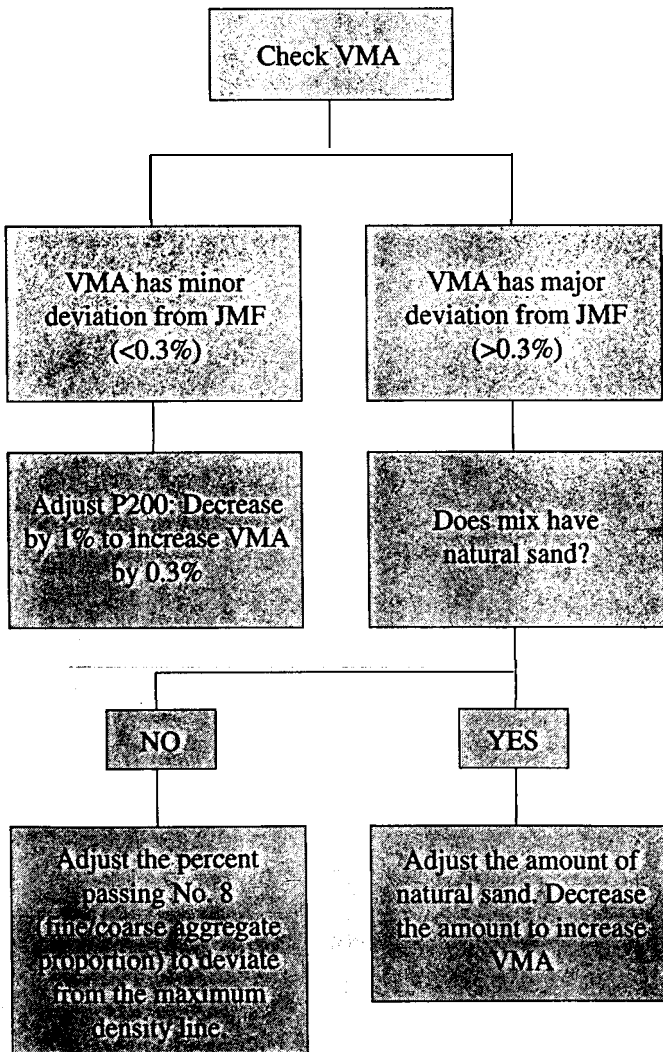 Check VMA
VMA has minor
deviation from JMF
(<0.3%)
VMA has major
deviation from JMF
(>0.3%)
Adjust P200: Decrease
by 1% to increase VMA
by 0.3%
Does mix have
natural sand?
NO
YES
Adjust the percent
passing No. 8
(fine/coarse aggregate
proportion) to deviate
from the maximum
density line.
Adjust the amount of
natural sand. Decrease
the amount to increase
VMA